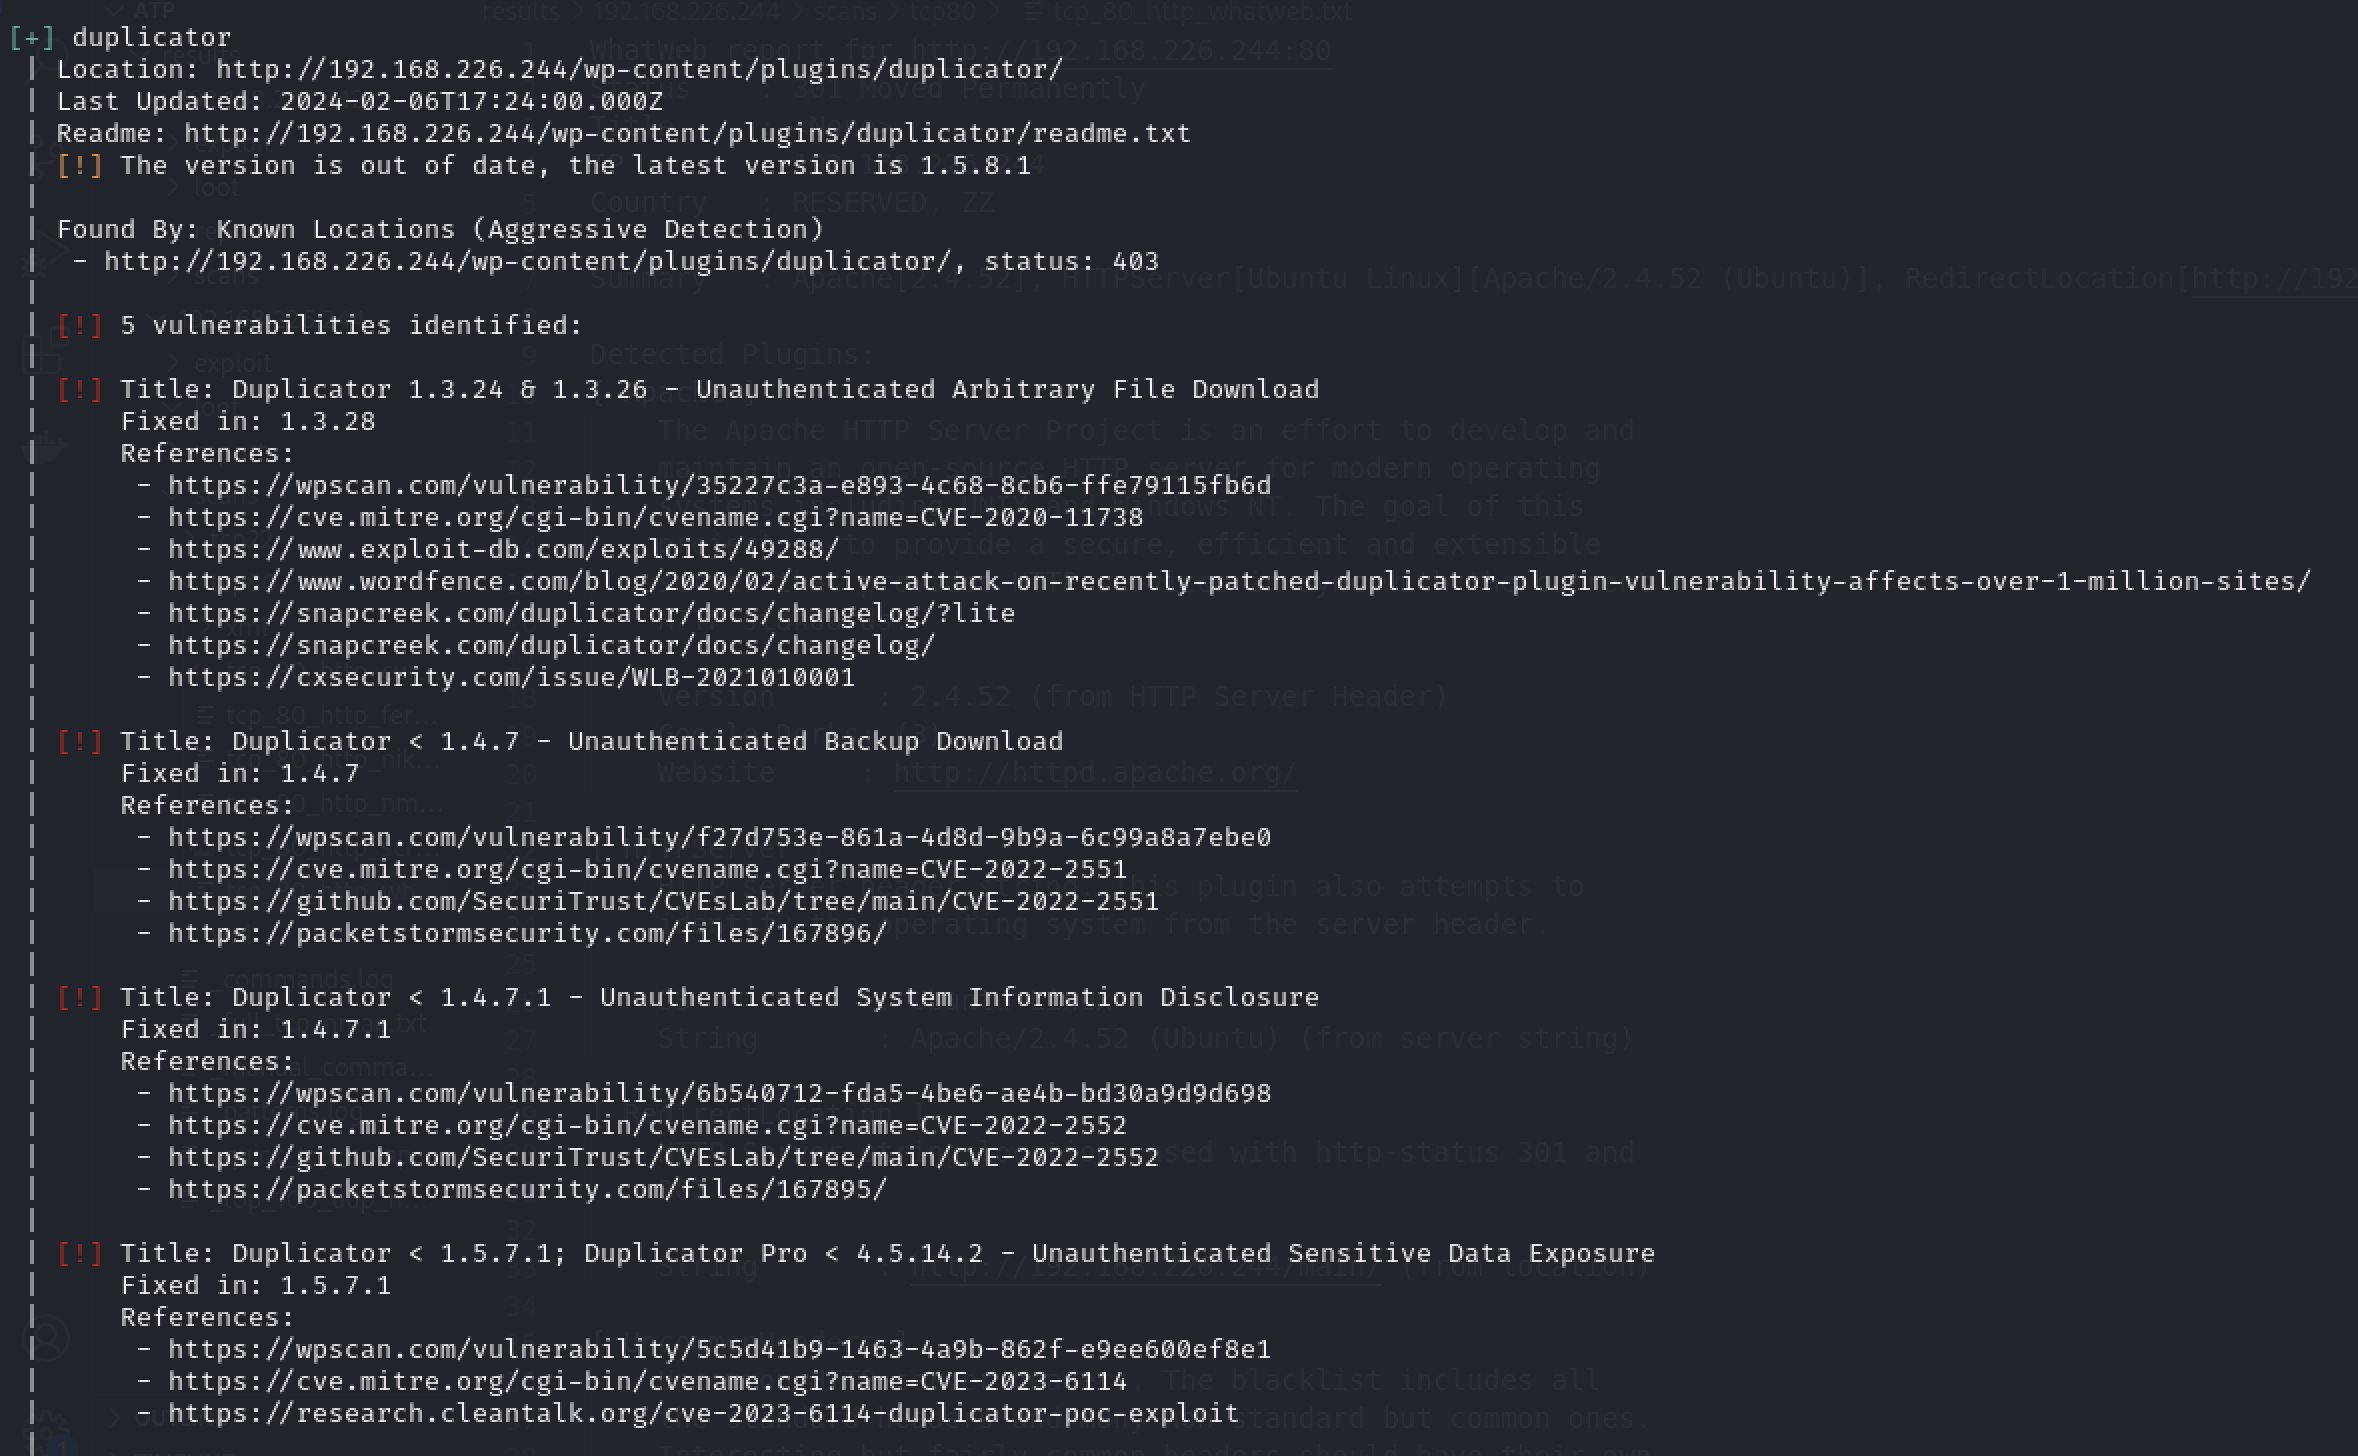 [+] duplicator
| Location: http://192.168.226.244/wp-content/plugins/duplicator/
| Last Updated: 2024-02-06T17:24:00.000Z
| Readme: http://192.168.226.244/wp-content/plugins/duplicator/readme.txt
| [!] The version is out of date, the latest version is 1.5.8.1
|
| Found By: Known Locations (Aggressive Detection)
|  - http://192.168.226.244/wp-content/plugins/duplicator/, status: 403
|
| [!] 5 vulnerabilities identified:
|
| [!] Title: Duplicator 1.3.24 & 1.3.26 - Unauthenticated Arbitrary File Download
|     Fixed in: 1.3.28
|     References:
|      - https://wpscan.com/vulnerability/35227c3a-e893-4c68-8cb6-ffe79115fb6d
|      - https://cve.mitre.org/cgi-bin/cvename.cgi?name=CVE-2020-11738
|      - https://www.exploit-db.com/exploits/49288/
|      - https://www.wordfence.com/blog/2020/02/active-attack-on-recently-patched-duplicator-plugin-vulnerability-affects-over-1-million-sites/
|      - https://snapcreek.com/duplicator/docs/changelog/?lite
|      - https://snapcreek.com/duplicator/docs/changelog/
|      - https://cxsecurity.com/issue/WLB-2021010001
|
| [!] Title: Duplicator < 1.4.7 - Unauthenticated Backup Download
|     Fixed in: 1.4.7
|     References:
|      - https://wpscan.com/vulnerability/f27d753e-861a-4d8d-9b9a-6c99a8a7ebe0
|      - https://cve.mitre.org/cgi-bin/cvename.cgi?name=CVE-2022-2551
|      - https://github.com/SecuriTrust/CVEsLab/tree/main/CVE-2022-2551
|      - https://packetstormsecurity.com/files/167896/
|
| [!] Title: Duplicator < 1.4.7.1 - Unauthenticated System Information Disclosure
|     Fixed in: 1.4.7.1
|     References:
|      - https://wpscan.com/vulnerability/6b540712-fda5-4be6-ae4b-bd30a9d9d698
|      - https://cve.mitre.org/cgi-bin/cvename.cgi?name=CVE-2022-2552
|      - https://github.com/SecuriTrust/CVEsLab/tree/main/CVE-2022-2552
|      - https://packetstormsecurity.com/files/167895/
|
| [!] Title: Duplicator < 1.5.7.1; Duplicator Pro < 4.5.14.2 - Unauthenticated Sensitive Data Exposure
|     Fixed in: 1.5.7.1
|     References:
|      - https://wpscan.com/vulnerability/5c5d41b9-1463-4a9b-862f-e9ee600ef8e1
|      - https://cve.mitre.org/cgi-bin/cvename.cgi?name=CVE-2023-6114
|      - https://research.cleantalk.org/cve-2023-6114-duplicator-poc-exploit